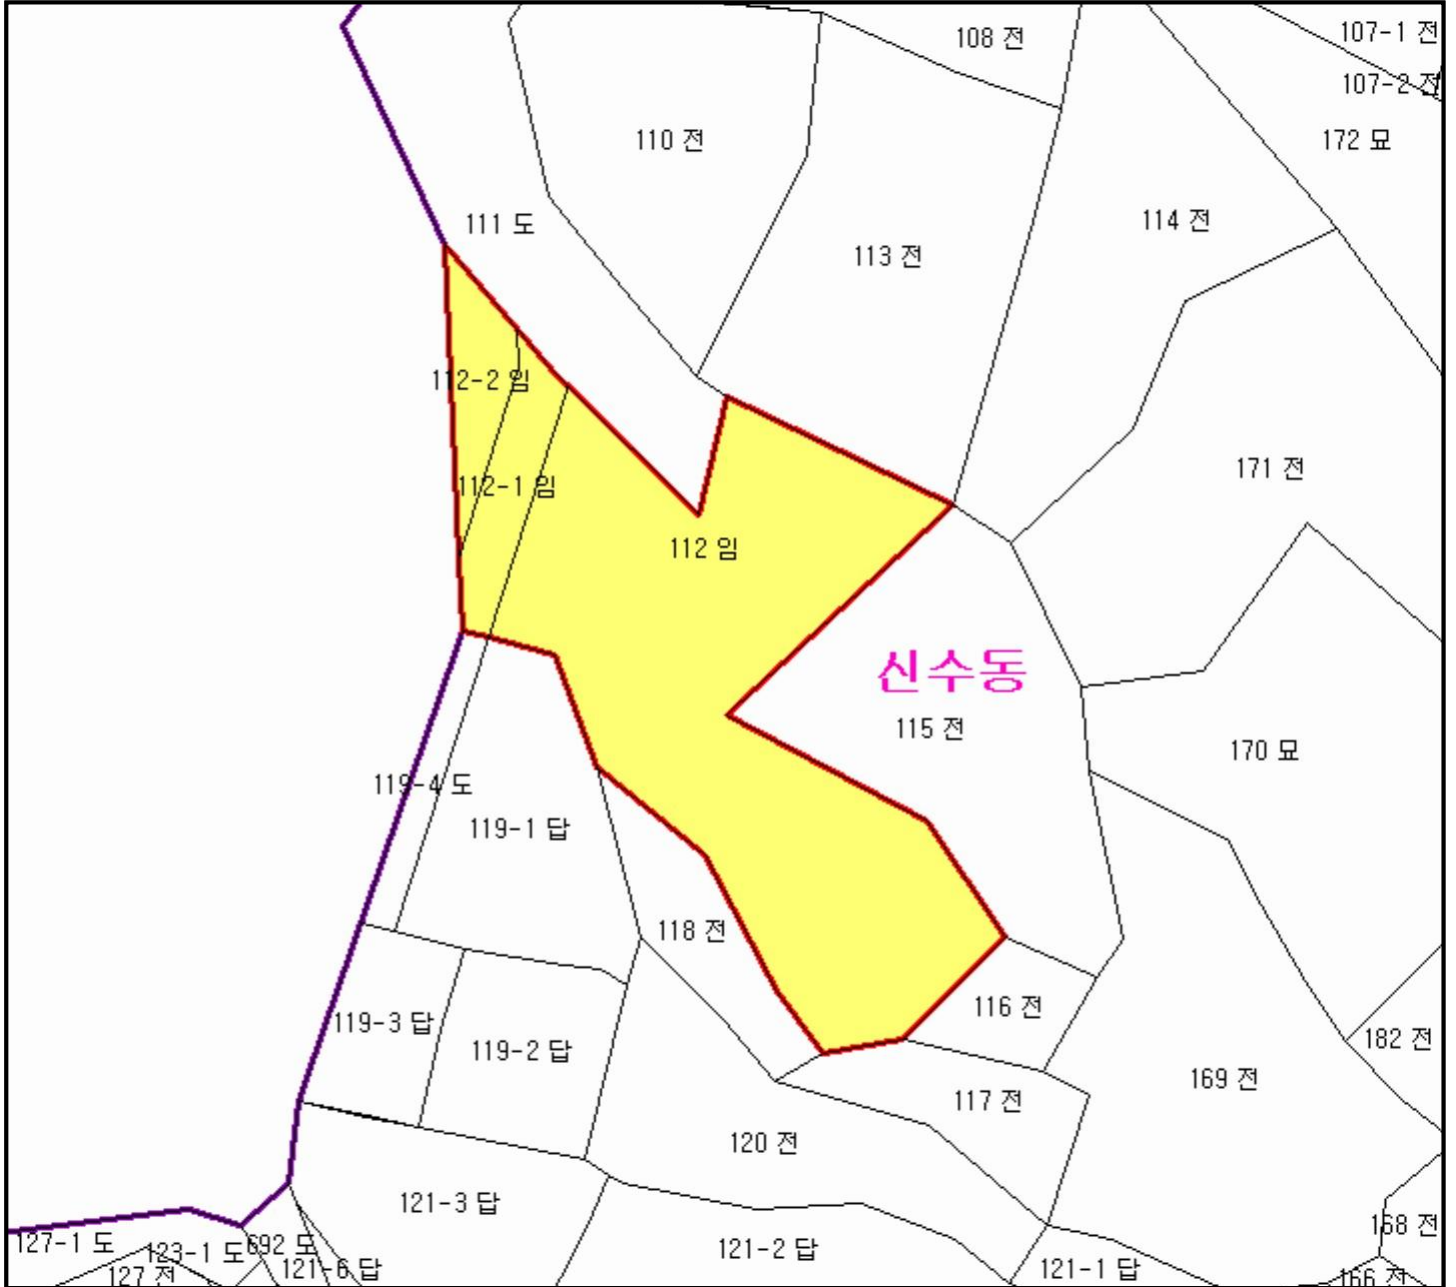 107-1 전
108 전
107-2 전
110 전
172 묘
111 도
114 전
113 전
112-2 임
171 전
112-1 임
112 임
신수동
115 전
170 묘
119-4 도
119-1 답
118 전
116 전
119-3 답
182 전
119-2 답
169 전
117 전
120 전
121-3 답
168 전
127-1 도
123-1 도
692 도
121-2 답
121-6 답
121-1 답
127 전
166 전